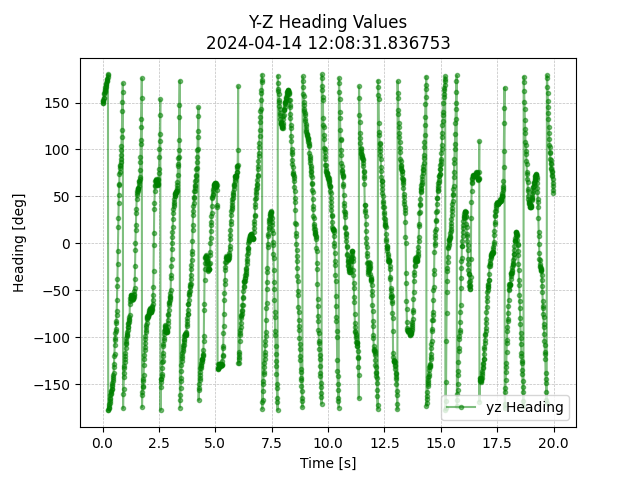 Y-Z Heading Values
2024-04-14 12:08:31.836753
Heading [deg]
150
100
50
0
−50
−100
−150
yz Heading
0.0 2.5 5.0 7.5 10.0 12.5 15.0 17.5 20.0
Time [s]